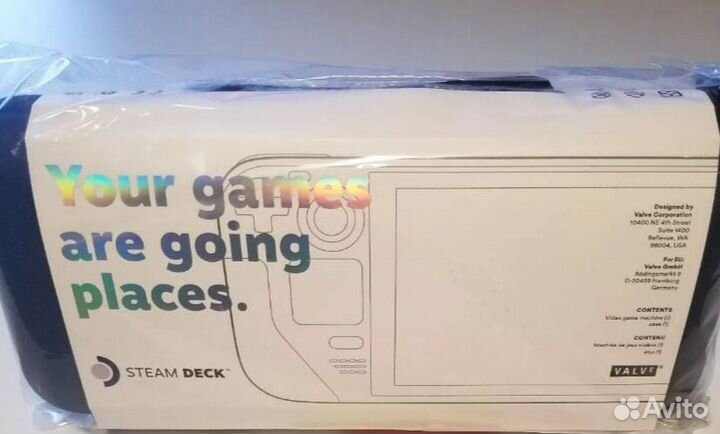 Your games
are going
places.
STEAM DECK™
Designed by
Valve Corporation
10400 NE 4th Street
Suite 1400
Bellevue, WA
98004, USA
For EU:
Valve GmbH
Rödingsmarkt 9
D-20459 Hamburg
Germany
CONTENTS
Video game machine (1)
case (1)
CONTENU
Machine de jeux vidéos (1)
étui (1)
VALVE®
Avito